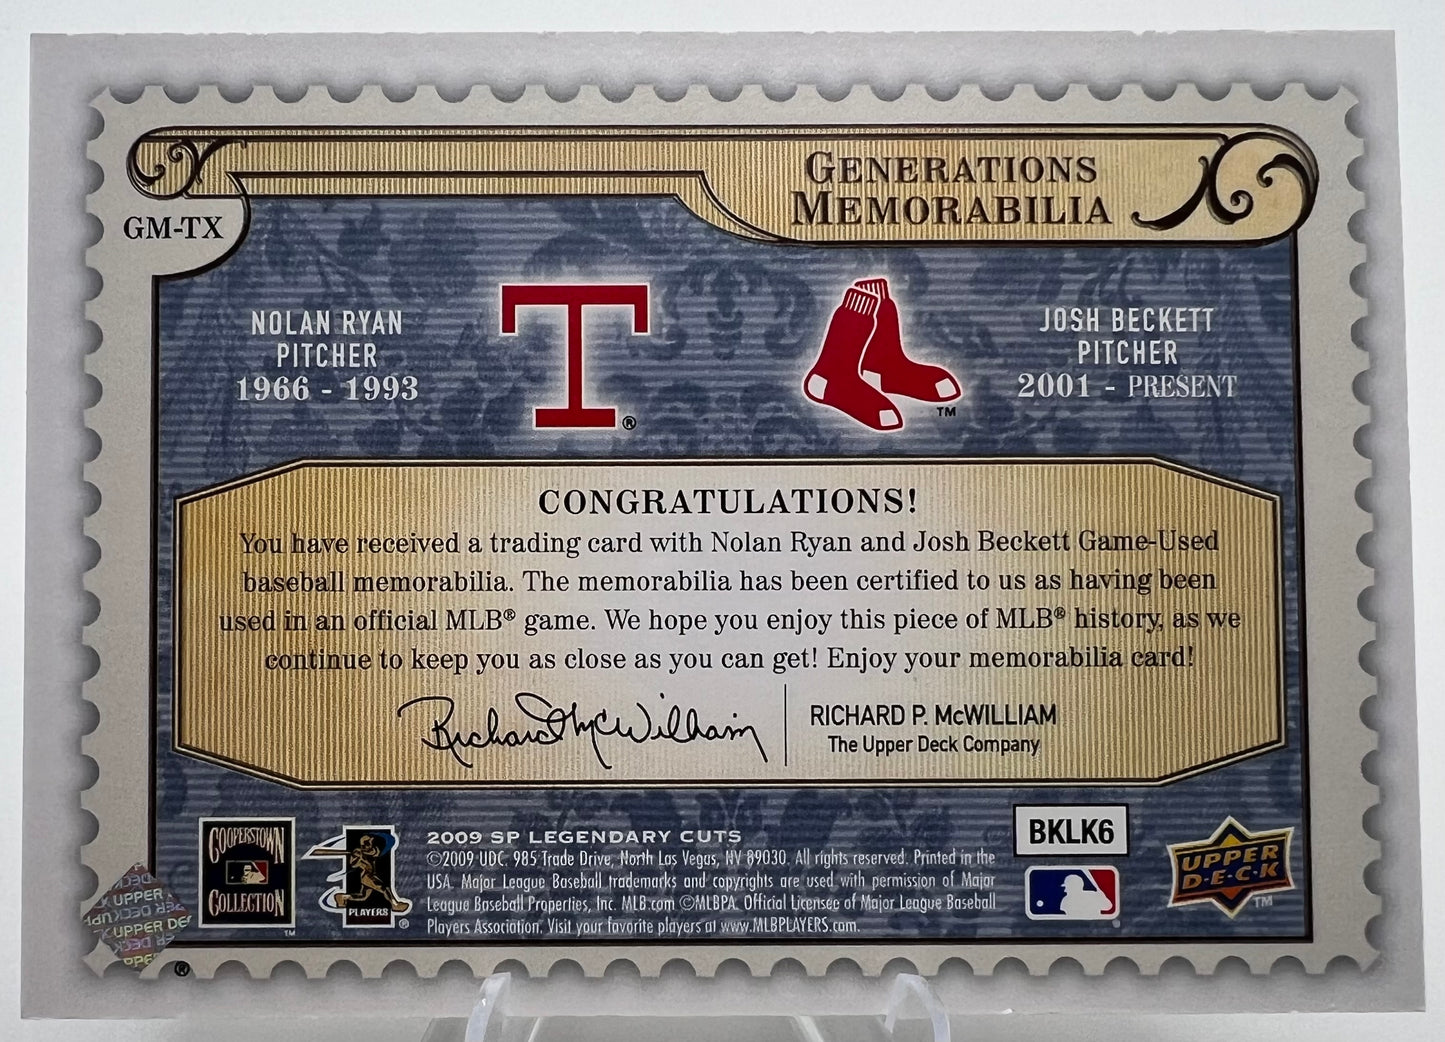 GENERATIONS
MEMORABILIA
GM-TX
NOLAN RYAN
PITCHER
1966 - 1993
T
®
TM
JOSH BECKETT
PITCHER
2001 - PRESENT
CONGRATULATIONS!
You have received a trading card with Nolan Ryan and Josh Beckett Game-Used
baseball memorabilia. The memorabilia has been certified to us as having been
used in an official MLB® game. We hope you enjoy this piece of MLB® history, as we
continue to keep you as close as you can get! Enjoy your memorabilia card!
Richard McWilliam
RICHARD P. McWILLIAM
The Upper Deck Company
COOPERSTOWN
COLLECTION
TM
PLAYERS
®
2009 SP LEGENDARY CUTS
©2009 UDC. 985 Trade Drive, North Las Vegas, NV 89030. All rights reserved. Printed in the
USA. Major League Baseball trademarks and copyrights are used with permission of Major
League Baseball Properties, Inc. MLB.com ©MLBPA. Official Licensee of Major League Baseball
Players Association. Visit your favorite players at www.MLBPLAYERS.com.
BKLK6
UPPER
D·E·C·K
TM
UPPER
UPPER DE
®